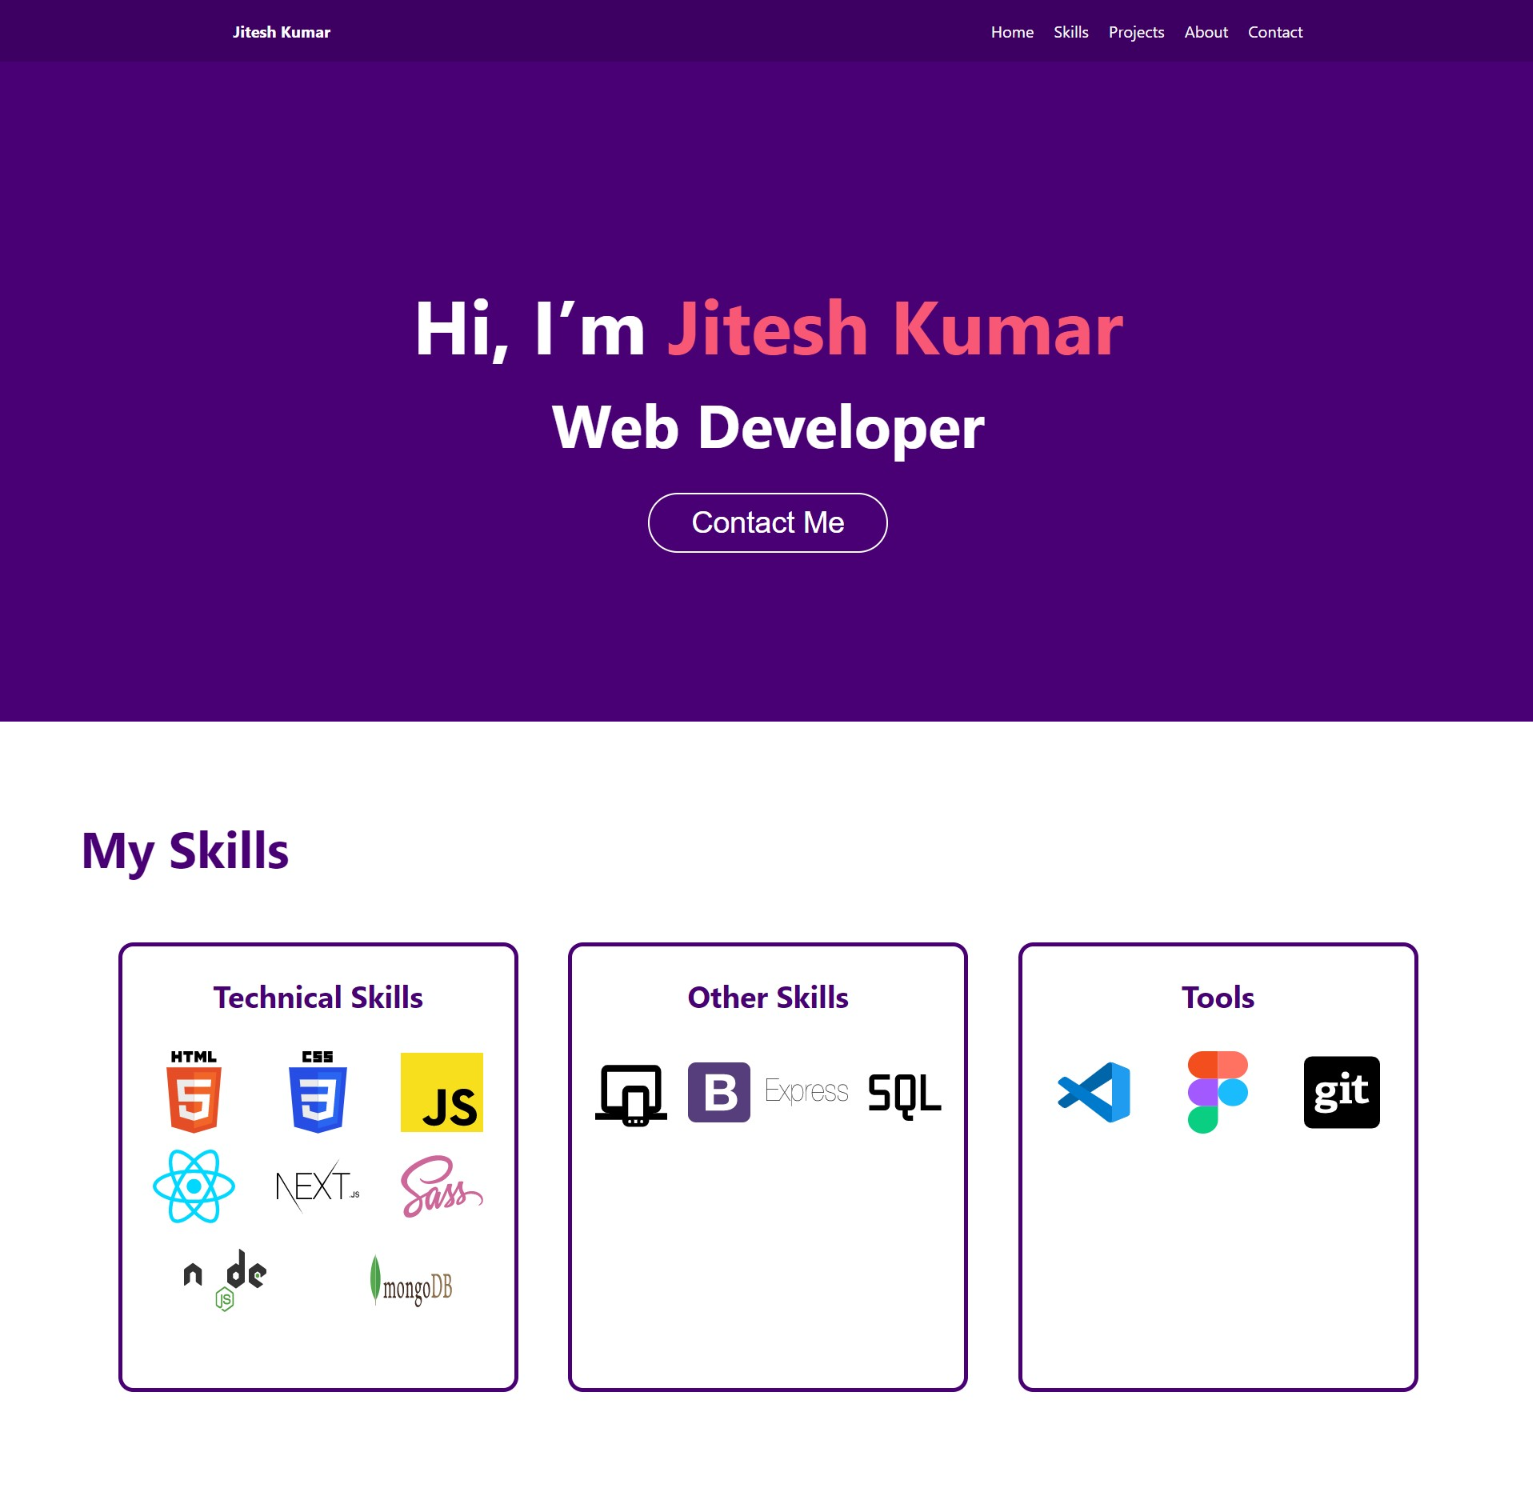 Jitesh Kumar
Home Skills Projects About Contact
Hi, I’m Jitesh Kumar
Web Developer
Contact Me
My Skills
Technical Skills
HTML
5
CSS
3
JS
NEXT.JS
Sass
node
JS
mongoDB
Other Skills
B
Express
SQL
Tools
git